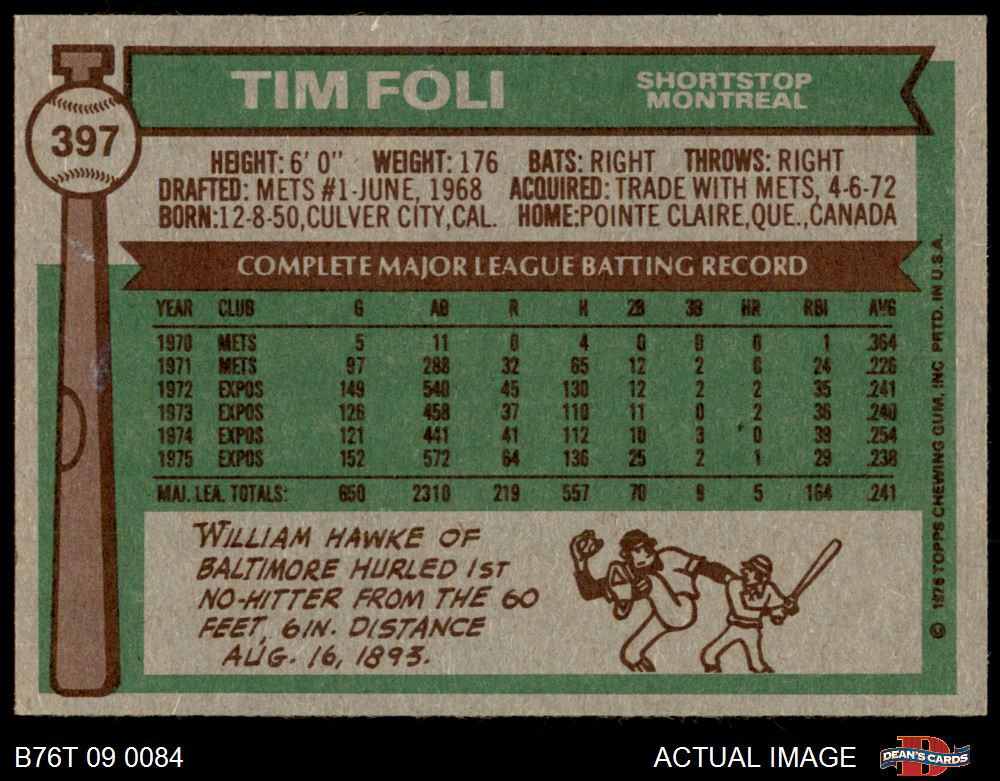 TIM FOLI
SHORTSTOP
MONTREAL
397
HEIGHT: 6' 0" WEIGHT: 176 BATS: RIGHT THROWS: RIGHT
DRAFTED: METS #1-JUNE, 1968 ACQUIRED: TRADE WITH METS, 4-6-72
BORN:12-8-50,CULVER CITY,CAL. HOME:POINTE CLAIRE,QUE.,CANADA
COMPLETE MAJOR LEAGUE BATTING RECORD
YEAR CLUB G AB R H 2B 3B HR RBI AVG
1970 METS 5 11 0 4 0 0 0 1 .364
1971 METS 97 288 32 65 12 2 0 24 .226
1972 EXPOS 149 540 45 130 12 2 2 35 .241
1973 EXPOS 126 458 37 110 11 0 2 36 .240
1974 EXPOS 121 441 41 112 10 3 0 39 .254
1975 EXPOS 152 572 64 136 25 2 1 29 .238
MAJ. LEA. TOTALS: 650 2310 219 557 70 9 5 164 .241
WILLIAM HAWKE OF
BALTIMORE HURLED 1ST
NO-HITTER FROM THE 60
FEET, 6IN. DISTANCE
AUG. 16, 1893.
© 1976 TOPPS CHEWING GUM, INC PRTD. IN U.S.A.
B76T 09 0084
ACTUAL IMAGE
DEAN'S CARDS